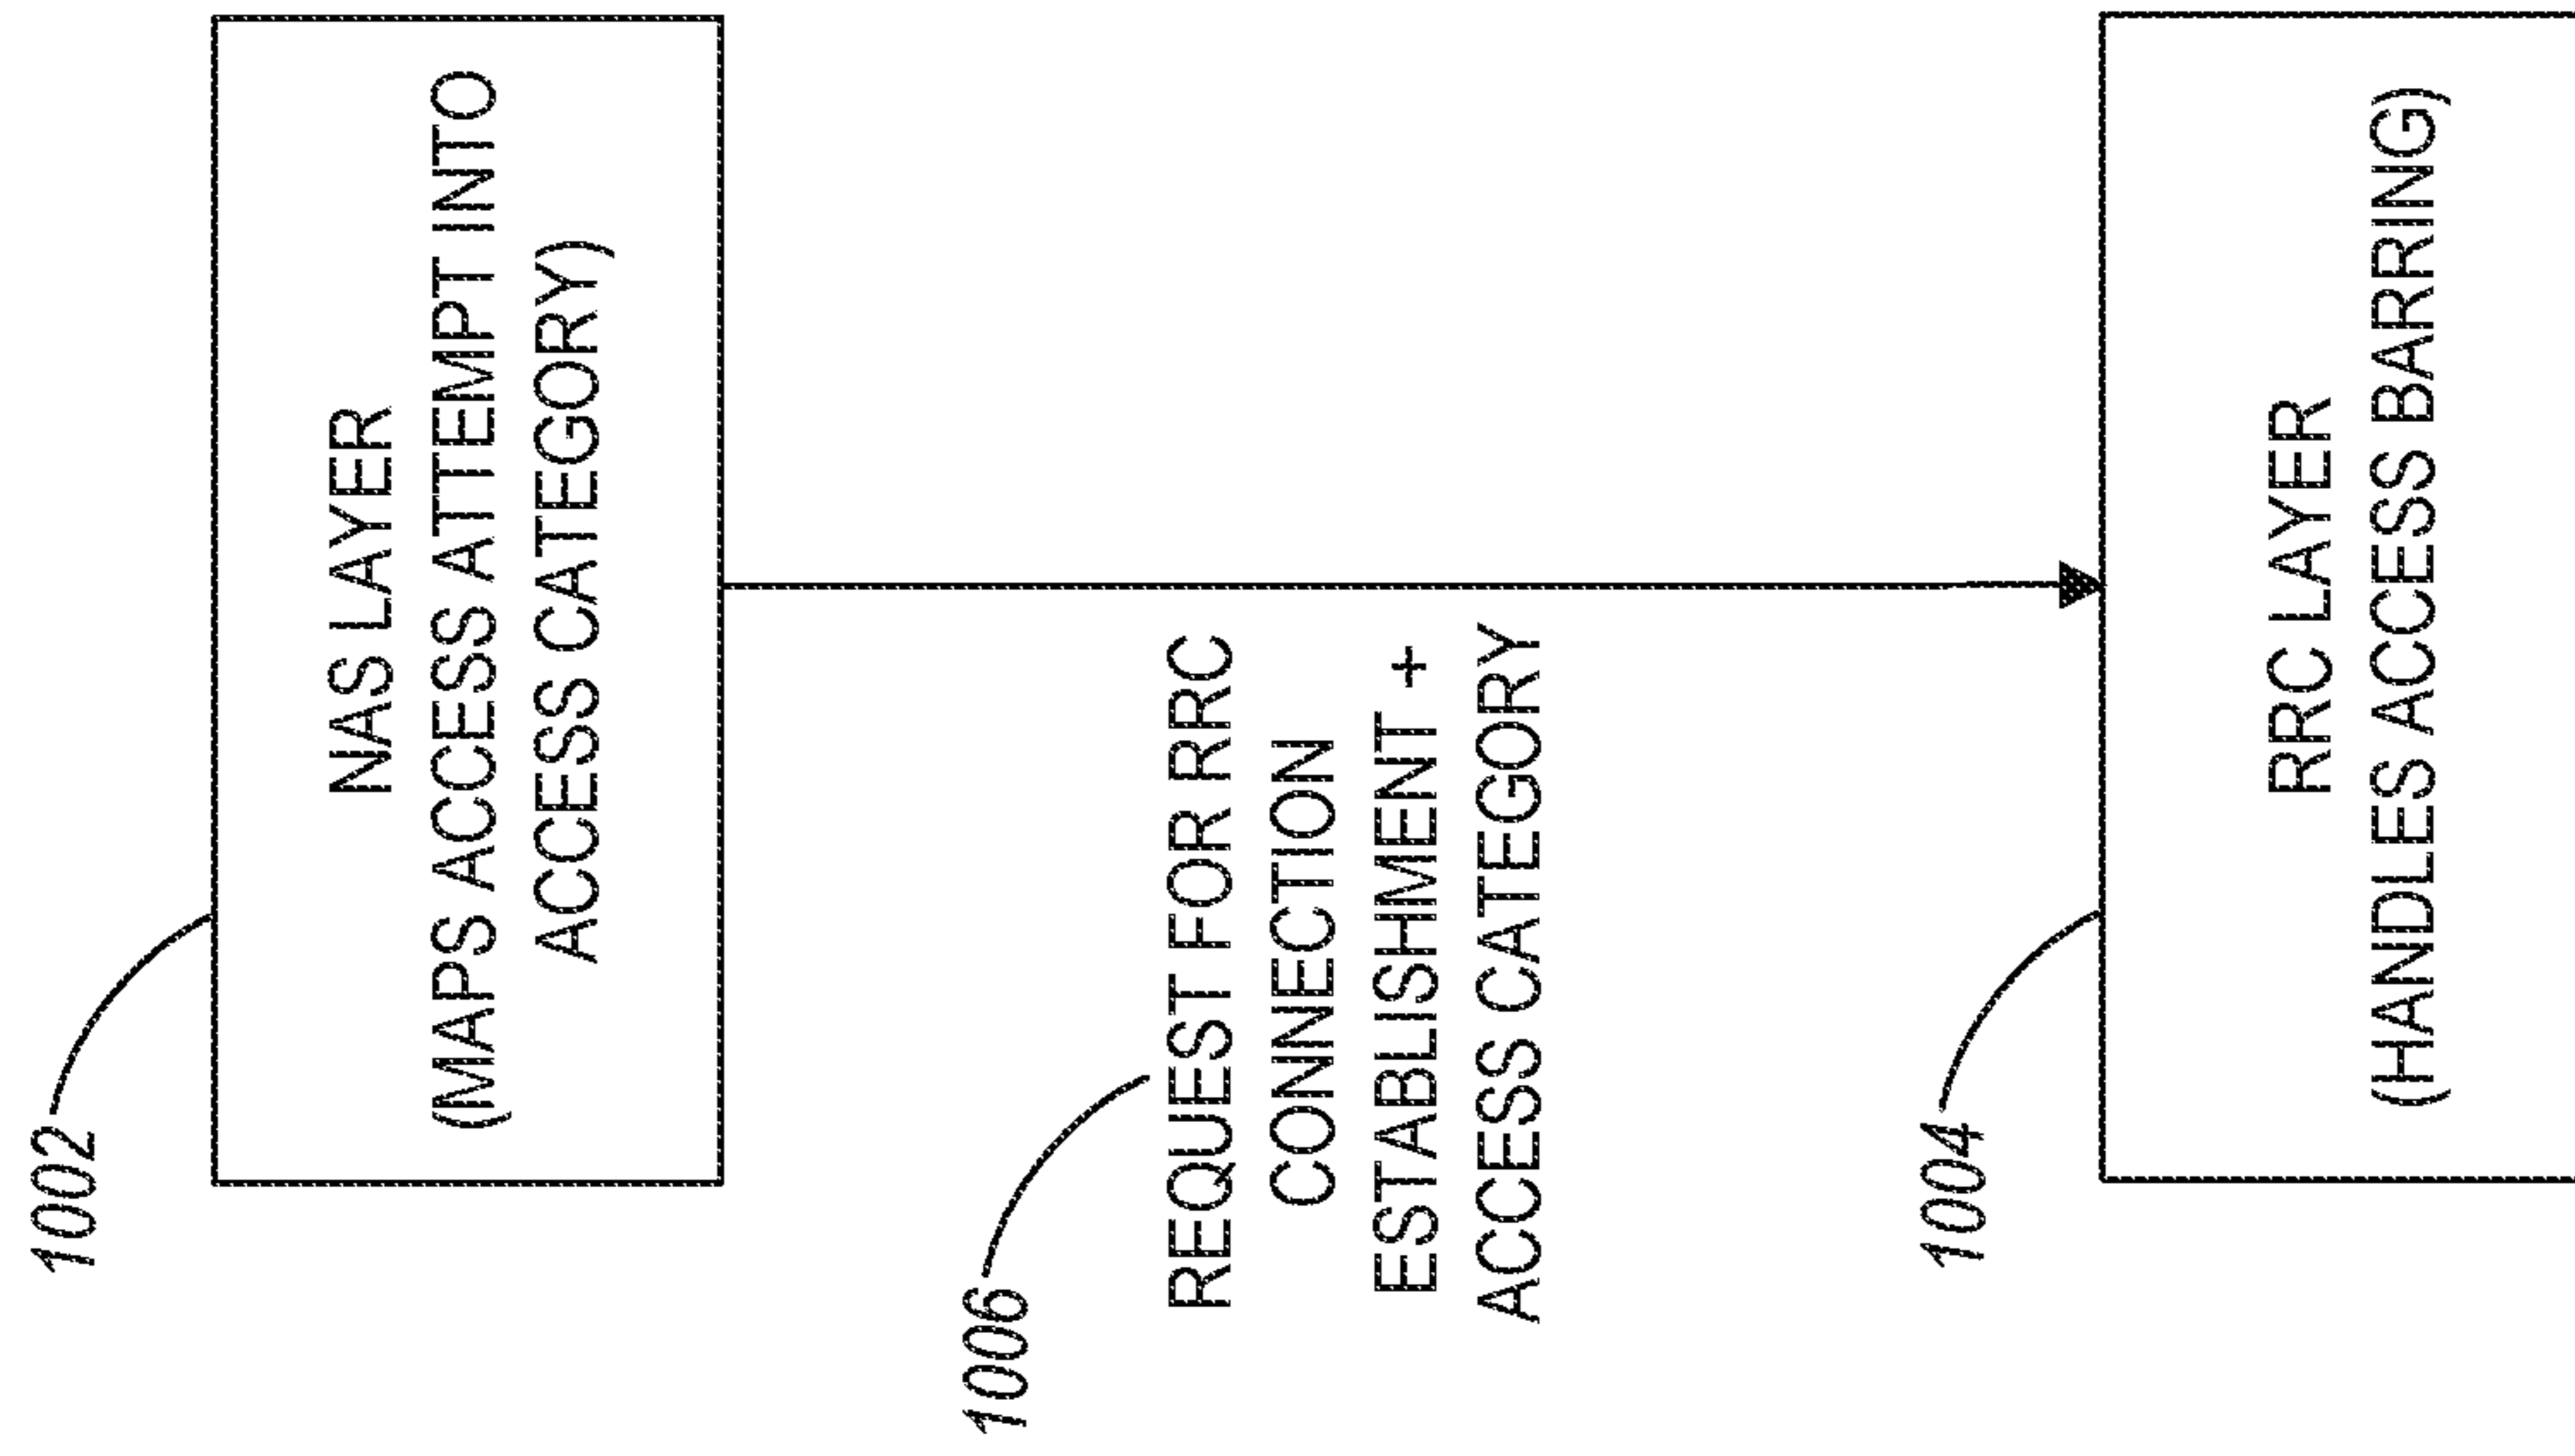 1002
NAS LAYER
(MAPS ACCESS ATTEMPT INTO
ACCESS CATEGORY)
1006
REQUEST FOR RRC
CONNECTION
ESTABLISHMENT +
ACCESS CATEGORY
1004
RRC LAYER
(HANDLES ACCESS BARRING)